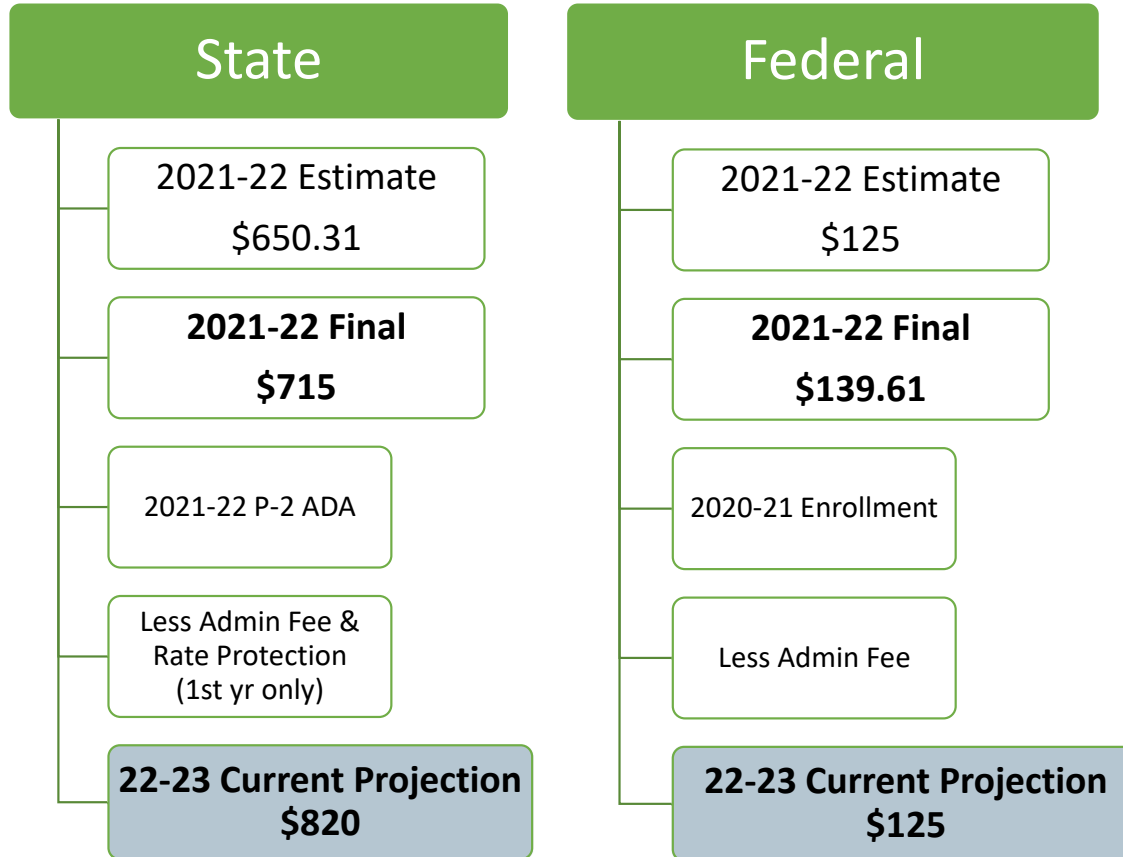 State
2021-22 Estimate
$650.31
2021-22 Final
$715
2021-22 P-2 ADA
Less Admin Fee &
Rate Protection
(1st yr only)
22-23 Current Projection
$820
Federal
2021-22 Estimate
$125
2021-22 Final
$139.61
2020-21 Enrollment
Less Admin Fee
22-23 Current Projection
$125